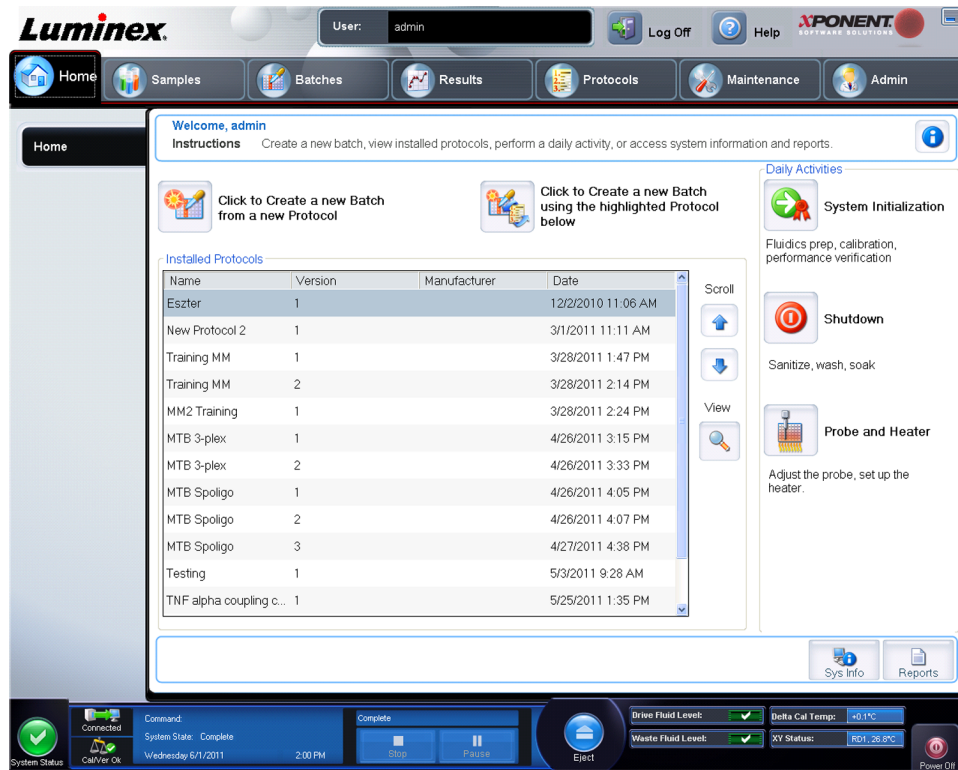 Luminex.
User: admin
Log Off
Help
XPONENT.
SOFTWARE SOLUTIONS
Home
Samples
Batches
Results
Protocols
Maintenance
Admin
Home
Welcome, admin
Instructions Create a new batch, view installed protocols, perform a daily activity, or access system information and reports.
Click to Create a new Batch
from a new Protocol
Click to Create a new Batch
using the highlighted Protocol
below
Installed Protocols
Name Version Manufacturer Date
Eszter 1 12/2/2010 11:06 AM
New Protocol 2 1 3/1/2011 11:11 AM
Training MM 1 3/28/2011 1:47 PM
Training MM 2 3/28/2011 2:14 PM
MM2 Training 1 3/28/2011 2:24 PM
MTB 3-plex 1 4/26/2011 3:15 PM
MTB 3-plex 2 4/26/2011 3:33 PM
MTB Spoligo 1 4/26/2011 4:05 PM
MTB Spoligo 2 4/26/2011 4:07 PM
MTB Spoligo 3 4/27/2011 4:38 PM
Testing 1 5/3/2011 9:28 AM
TNF alpha coupling c... 1 5/25/2011 1:35 PM
Scroll
View
Daily Activities
System Initialization
Fluidics prep, calibration,
performance verification
Shutdown
Sanitize, wash, soak
Probe and Heater
Adjust the probe, set up the
heater.
Sys Info
Reports
System Status
Connected
Cal/Ver Ok
Command:
System State: Complete
Wednesday 6/1/2011 2:00 PM
Complete
Stop
Pause
Eject
Drive Fluid Level:
Waste Fluid Level:
Delta Cal Temp: +0.1°C
XY Status: RD1, 26.8°C
Power Off